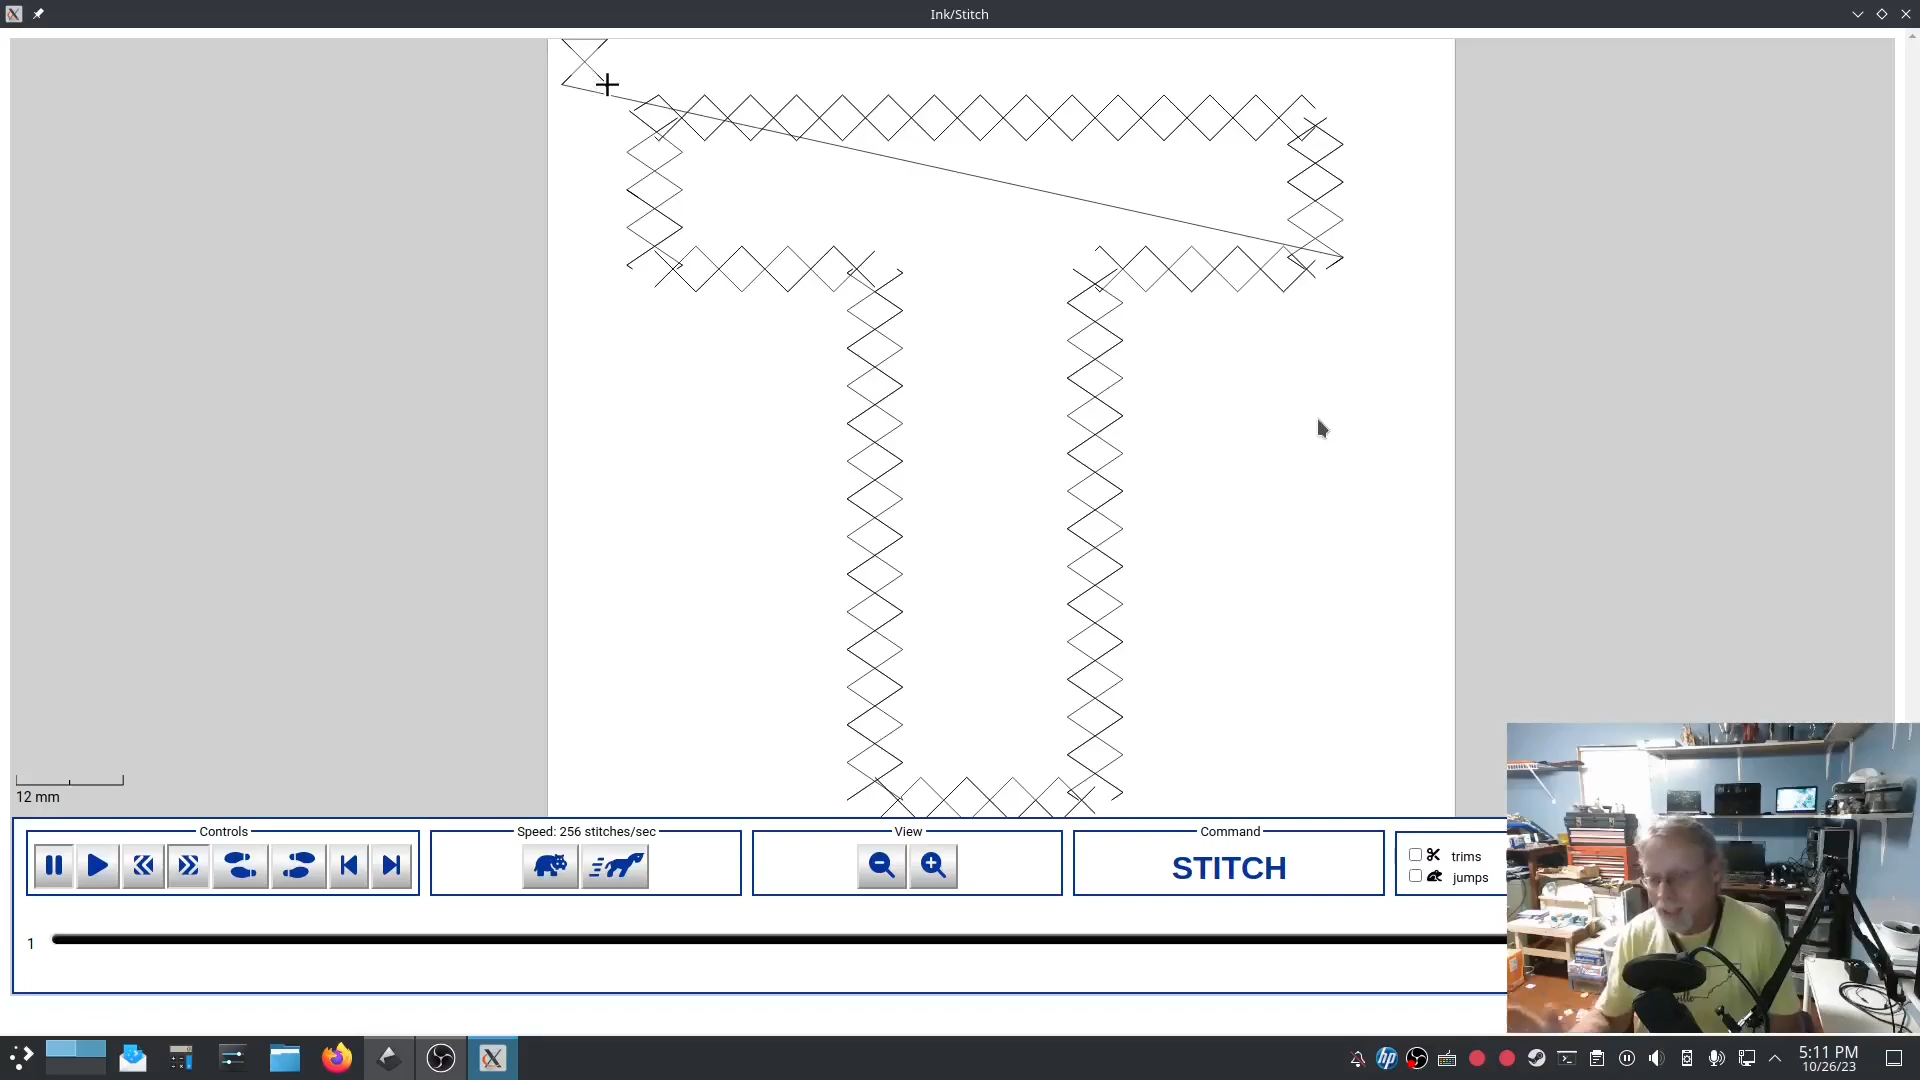 Ink/Stitch
12 mm
Controls
Speed: 256 stitches/sec
View
Command
STITCH
trims
jumps
1
hp
5:11 PM
10/26/23